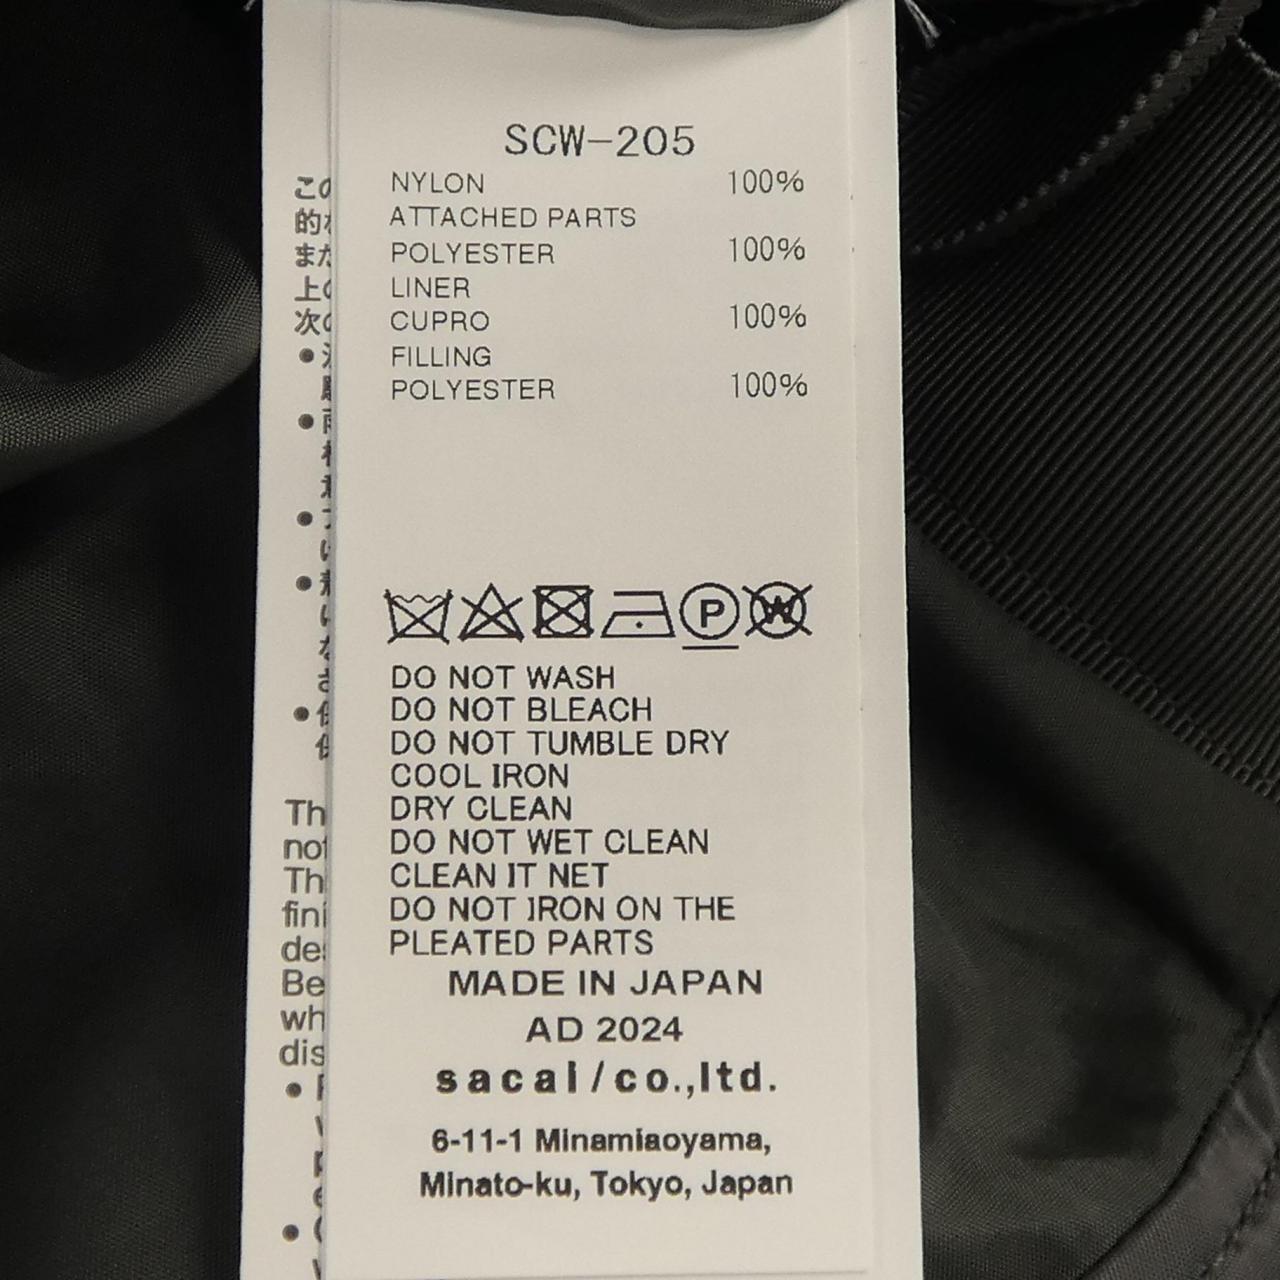 SCW-205
NYLON 100%
ATTACHED PARTS
POLYESTER 100%
LINER
CUPRO 100%
FILLING
POLYESTER 100%
P W
DO NOT WASH
DO NOT BLEACH
DO NOT TUMBLE DRY
COOL IRON
DRY CLEAN
DO NOT WET CLEAN
CLEAN IT NET
DO NOT IRON ON THE
PLEATED PARTS
MADE IN JAPAN
AD 2024
sacai/co.,ltd.
6-11-1 Minamiaoyama,
Minato-ku, Tokyo, Japan